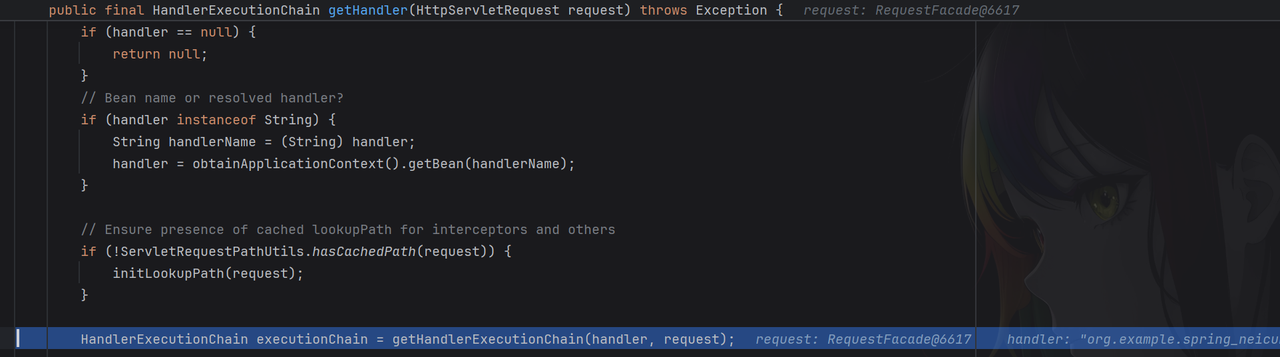 public final HandlerExecutionChain getHandler(HttpServletRequest request) throws Exception {   request: RequestFacade@6617
if (handler == null) {
return null;
}
// Bean name or resolved handler?
if (handler instanceof String) {
String handlerName = (String) handler;
handler = obtainApplicationContext().getBean(handlerName);
}
// Ensure presence of cached lookupPath for interceptors and others
if (!ServletRequestPathUtils.hasCachedPath(request)) {
initLookupPath(request);
}
HandlerExecutionChain executionChain = getHandlerExecutionChain(handler, request);   request: RequestFacade@6617   handler: "org.example.spring_neicu